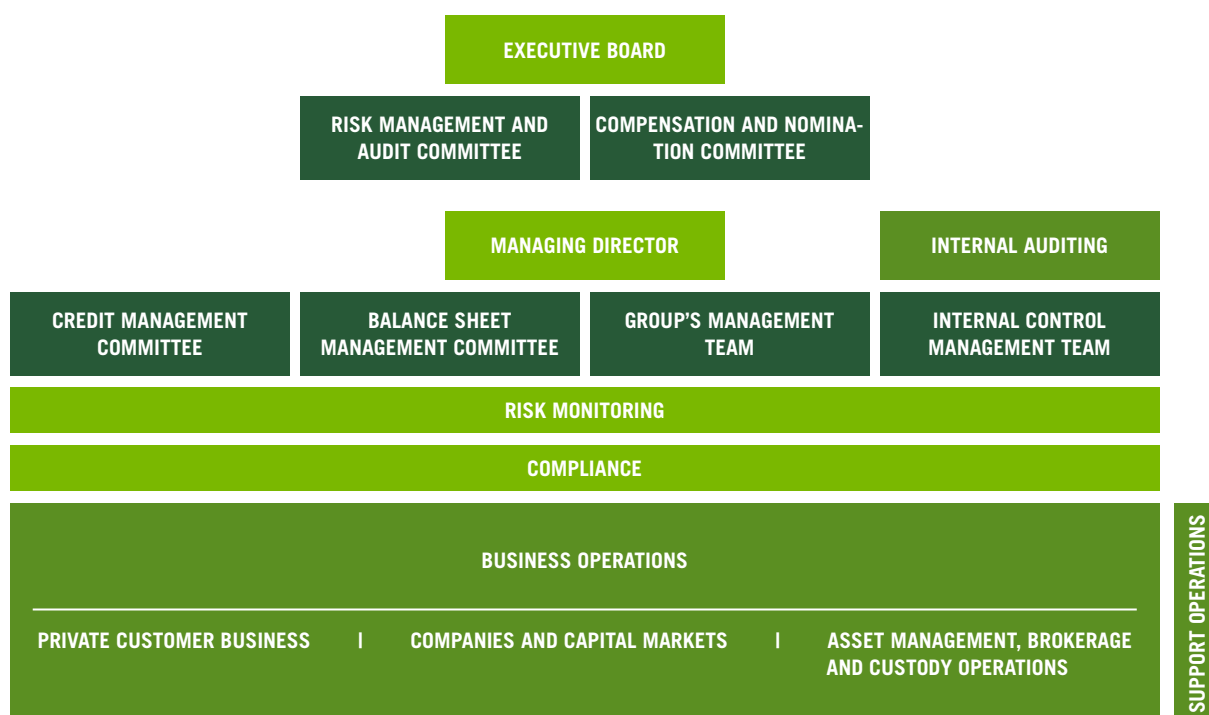 EXECUTIVE BOARD
RISK MANAGEMENT AND
AUDIT COMMITTEE
COMPENSATION AND NOMINA-
TION COMMITTEE
MANAGING DIRECTOR
INTERNAL AUDITING
CREDIT MANAGEMENT
COMMITTEE
BALANCE SHEET
MANAGEMENT COMMITTEE
GROUP'S MANAGEMENT
TEAM
INTERNAL CONTROL
MANAGEMENT TEAM
RISK MONITORING
COMPLIANCE
BUSINESS OPERATIONS
PRIVATE CUSTOMER BUSINESS I COMPANIES AND CAPITAL MARKETS I ASSET MANAGEMENT, BROKERAGE
AND CUSTODY OPERATIONS
SUPPORT OPERATIONS